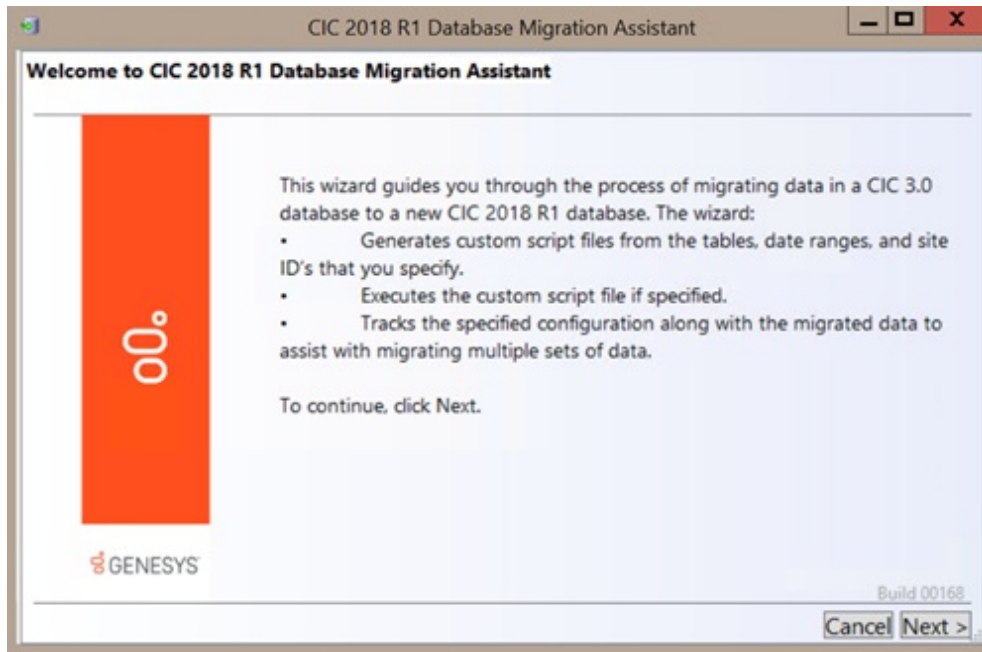 CIC 2018 R1 Database Migration Assistant
Welcome to CIC 2018 R1 Database Migration Assistant
This wizard guides you through the process of migrating data in a CIC 3.0
database to a new CIC 2018 R1 database. The wizard:
• Generates custom script files from the tables, date ranges, and site
ID's that you specify.
• Executes the custom script file if specified.
• Tracks the specified configuration along with the migrated data to
assist with migrating multiple sets of data.
To continue, click Next.
GENESYS
Build 00168
Cancel Next >